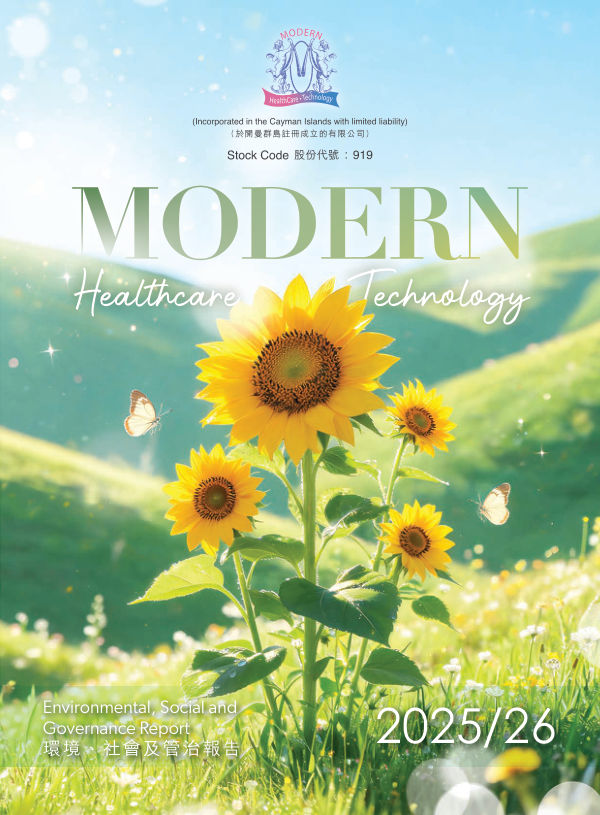 MODERN
HealthCare • Technology
(Incorporated in the Cayman Islands with limited liability)
(於開曼群島註冊成立的有限公司)
Stock Code 股份代號：919
MODERN
Healthcare Technology
Environmental, Social and
Governance Report
環境、社會及管治報告
2025/26